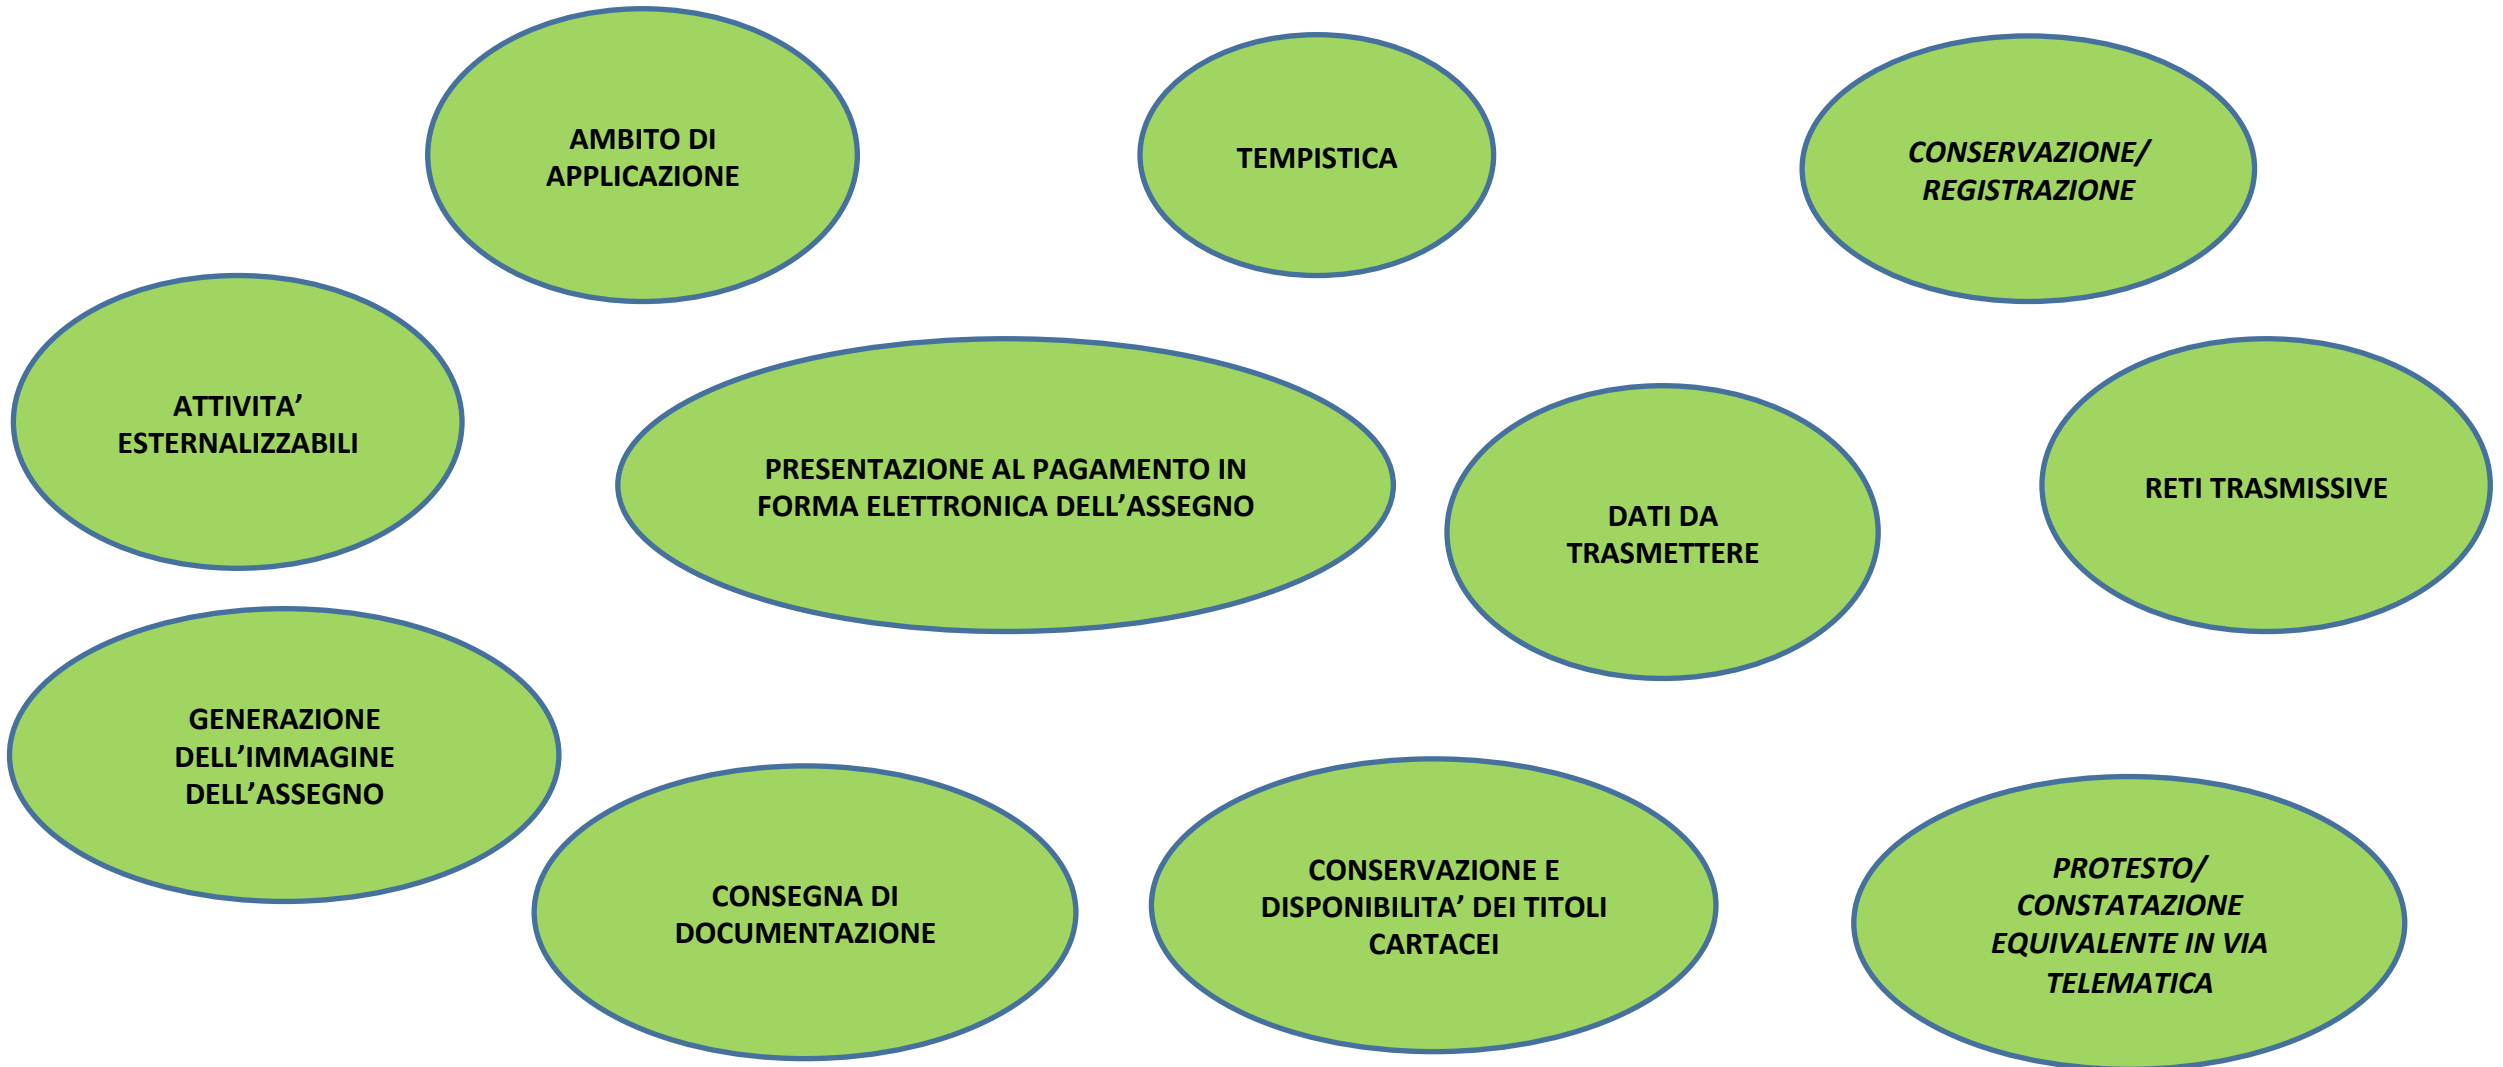 AMBITO DI
APPLICAZIONE
TEMPISTICA
CONSERVAZIONE/
REGISTRAZIONE
ATTIVITA’
ESTERNALIZZABILI
PRESENTAZIONE AL PAGAMENTO IN
FORMA ELETTRONICA DELL’ASSEGNO
DATI DA
TRASMETTERE
RETI TRASMISSIVE
GENERAZIONE
DELL’IMMAGINE
DELL’ASSEGNO
CONSEGNA DI
DOCUMENTAZIONE
CONSERVAZIONE E
DISPONIBILITA’ DEI TITOLI
CARTACEI
PROTESTO/
CONSTATAZIONE
EQUIVALENTE IN VIA
TELEMATICA